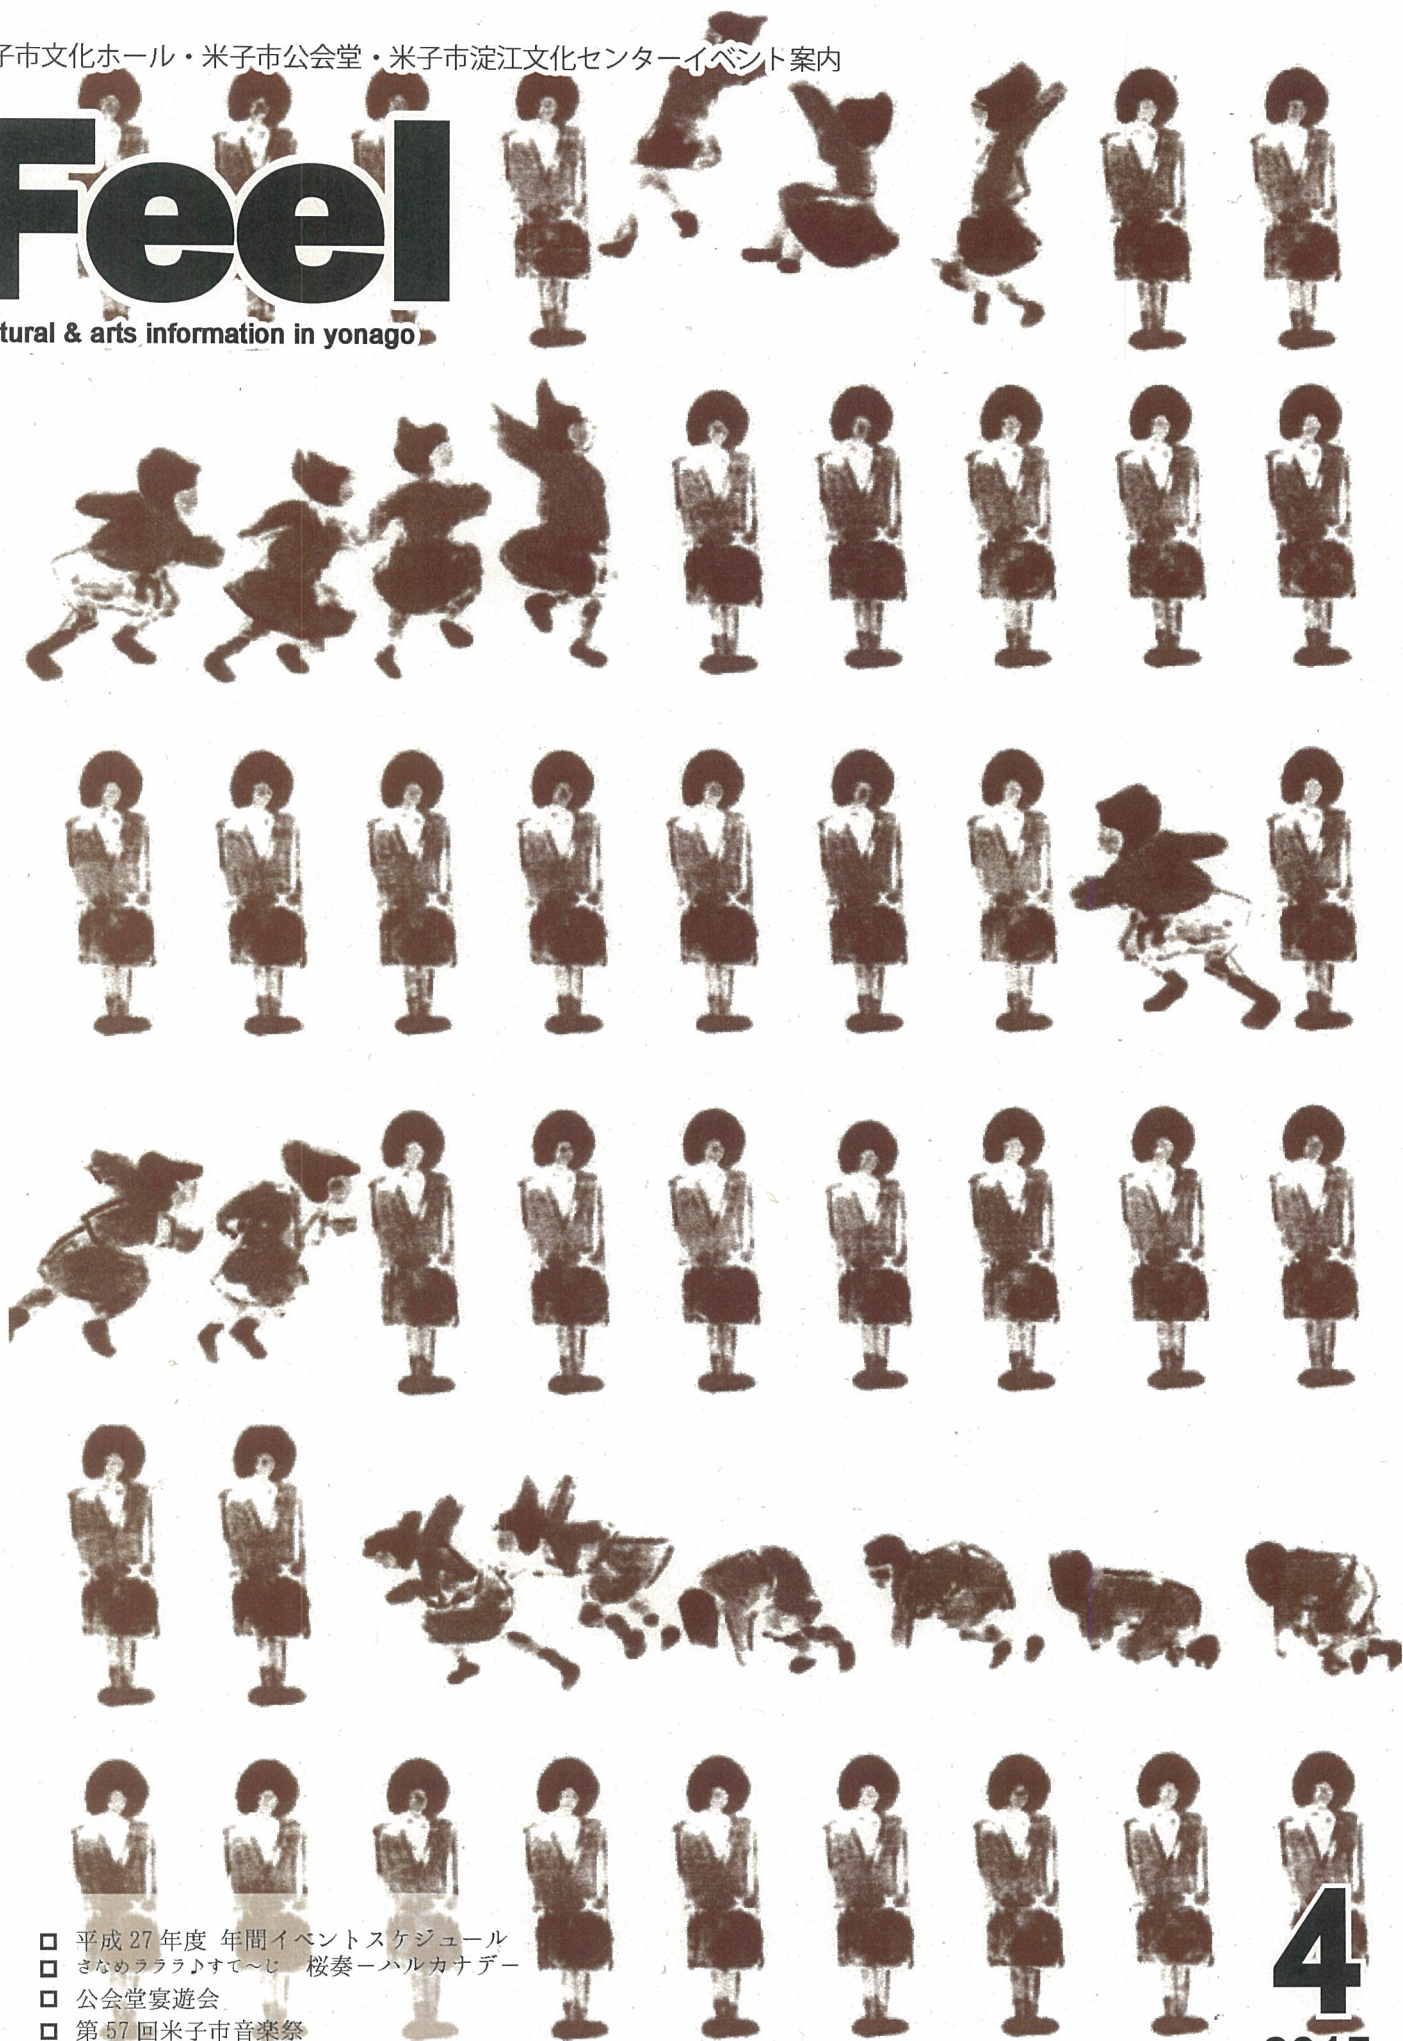 子市文化ホール・米子市公会堂・米子市淀江文化センターイベント案内
Feel
tural & arts information in yonago
平成27年度 年間イベントスケジュール
さなめラララ♪すて〜じ 桜奏－ハルカナデ－
公会堂宴遊会
第57回米子市音楽祭
4